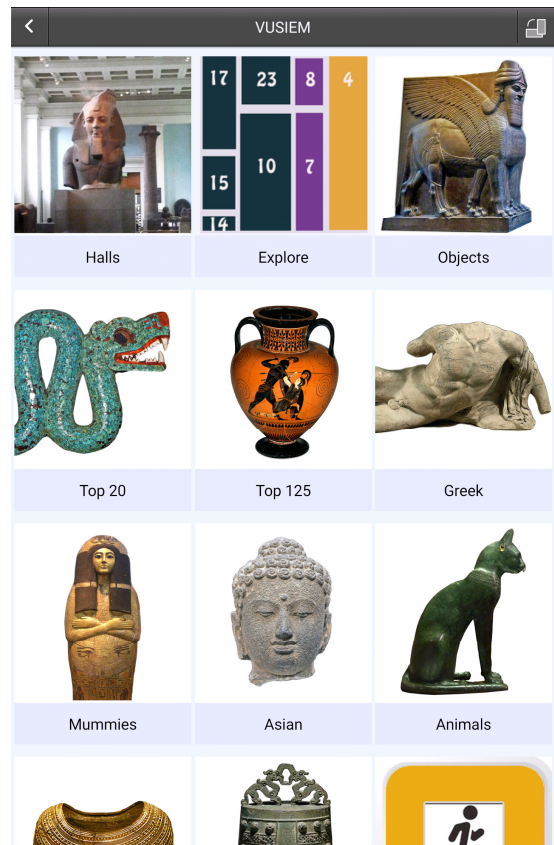 VUSIEM
17
23
8
4
15
10
7
14
Halls
Explore
Objects
Top 20
Top 125
Greek
Mummies
Asian
Animals